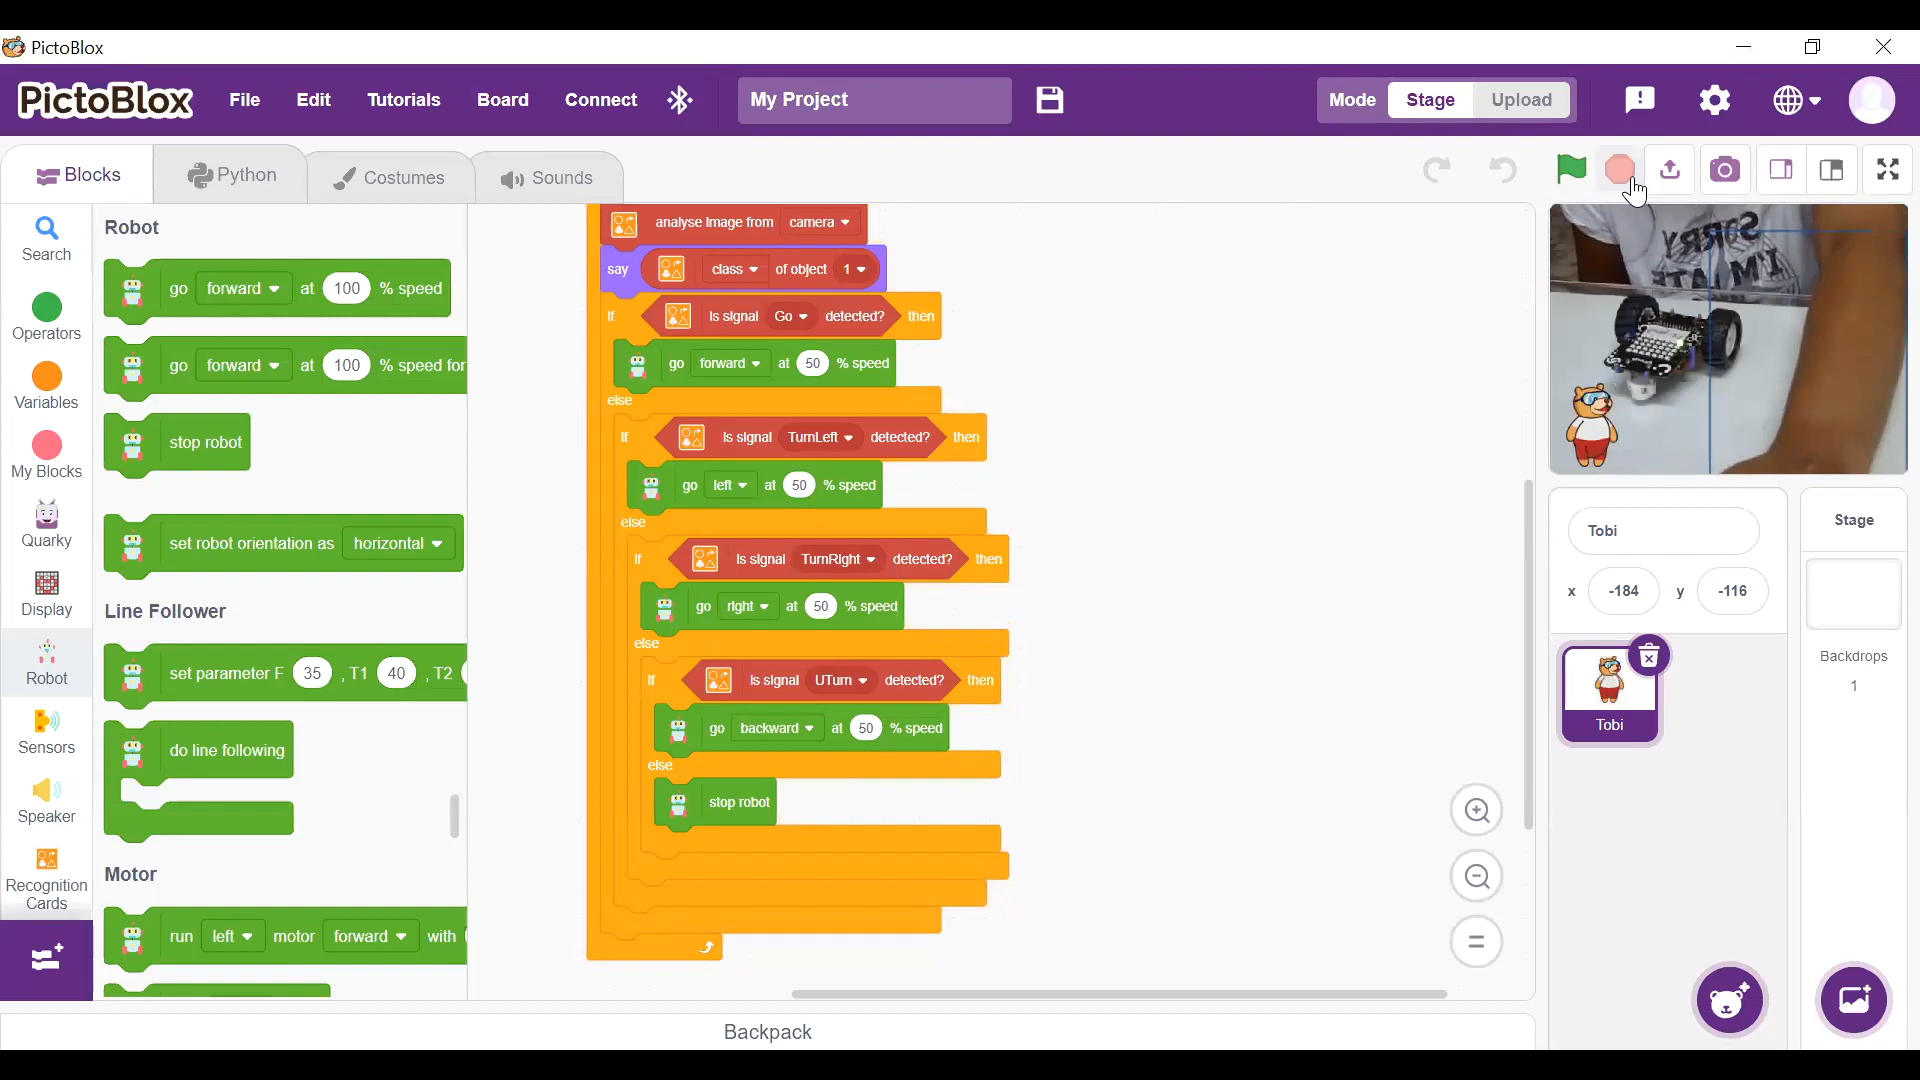 PictoBlox
PictoBlox File Edit Tutorials Board Connect My Project Mode Stage Upload
Blocks Python Costumes Sounds
Search
Operators
Variables
My Blocks
Quarky
Display
Robot
Sensors
Speaker
Recognition
Cards
Robot
go forward at 100 % speed
go forward at 100 % speed for
stop robot
set robot orientation as horizontal
Line Follower
set parameter F 35 , T1 40 , T2
do line following
Motor
run left motor forward with
analyse image from camera
say class of object 1
if is signal Go detected? then
go forward at 50 % speed
else
if is signal TurnLeft detected? then
go left at 50 % speed
else
if is signal TurnRight detected? then
go right at 50 % speed
else
if is signal UTurn detected? then
go backward at 50 % speed
else
stop robot
Tobi
x -184 y -116
Tobi
Stage
Backdrops
1
Backpack